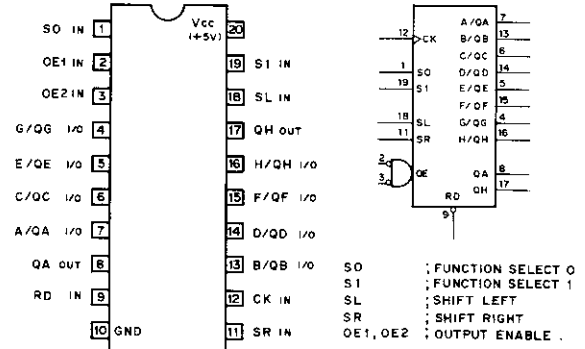 SO IN 1
Vcc (+5V) 20
OE1 IN 2
19 S1 IN
OE2 IN 3
18 SL IN
G/QG I/O 4
17 QH OUT
E/QE I/O 5
16 H/QH I/O
C/QC I/O 6
15 F/QF I/O
A/QA I/O 7
14 D/QD I/O
QA OUT 8
13 B/QB I/O
RD IN 9
12 CK IN
10 GND
11 SR IN
12 CK
A/QA 7
B/QB 13
C/QC 6
1 SO
D/QD 14
19 S1
E/QE 5
F/QF 15
18 SL
G/QG 4
11 SR
H/QH 16
2
3 OE
QA 8
QH 17
RD
9
SO ; FUNCTION SELECT 0
S1 ; FUNCTION SELECT 1
SL ; SHIFT LEFT
SR ; SHIFT RIGHT
OE1, OE2 ; OUTPUT ENABLE .